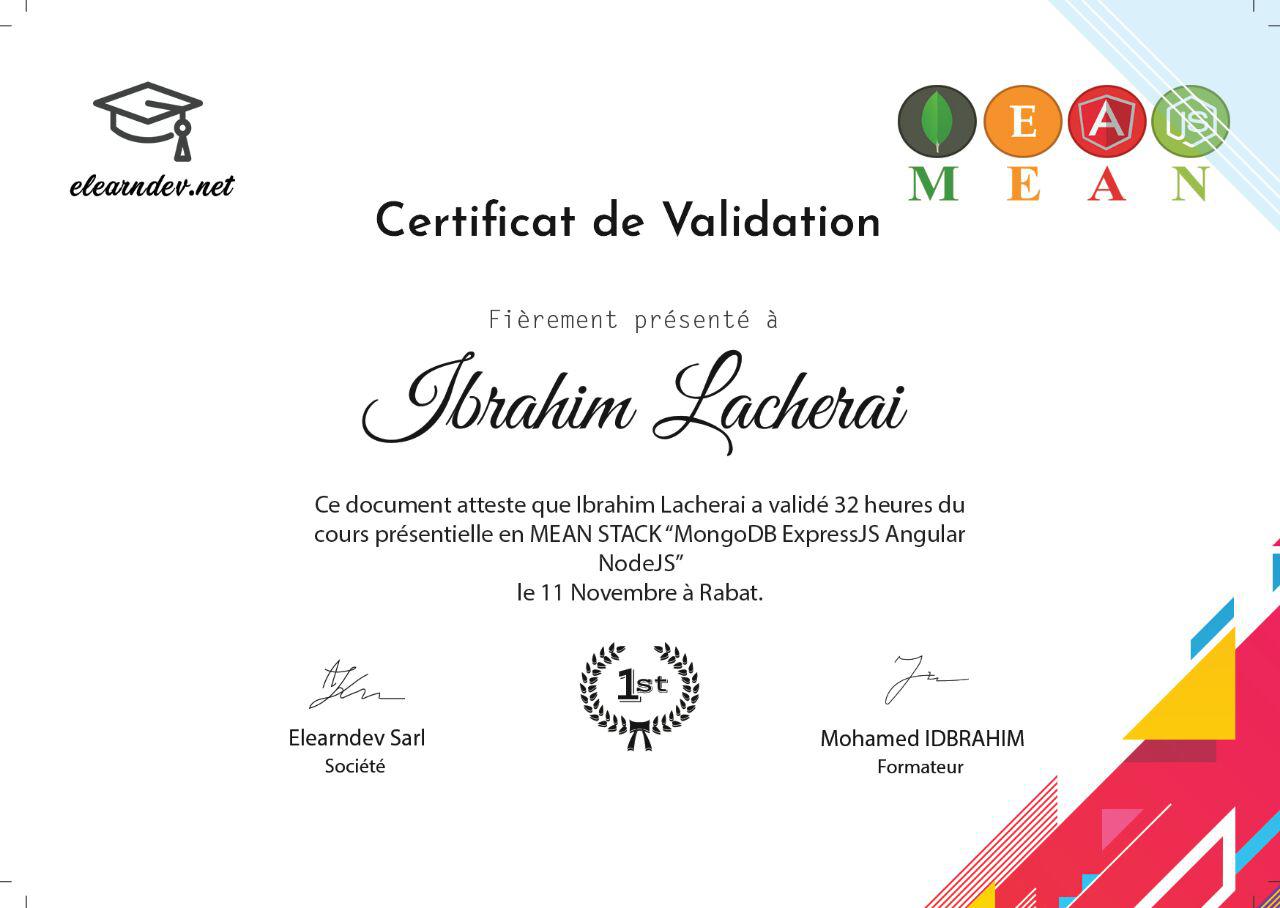 elearndev.net
E
A
JS
M E A N
Certificat de Validation
Fièrement présenté à
Ibrahim Lacherai
Ce document atteste que Ibrahim Lacherai a validé 32 heures du
cours présentielle en MEAN STACK “MongoDB ExpressJS Angular
NodeJS”
le 11 Novembre à Rabat.
1st
Elearndev Sarl
Société
Mohamed IDBRAHIM
Formateur